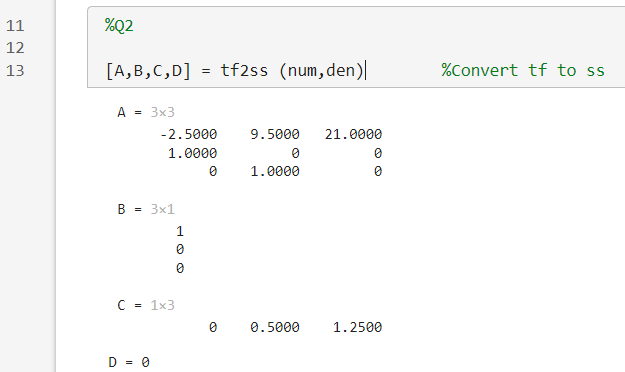 11 %Q2
12
13 [A,B,C,D] = tf2ss (num,den) %Convert tf to ss
A = 3×3
-2.5000 9.5000 21.0000
1.0000 0 0
0 1.0000 0
B = 3×1
1
0
0
C = 1×3
0 0.5000 1.2500
D = 0